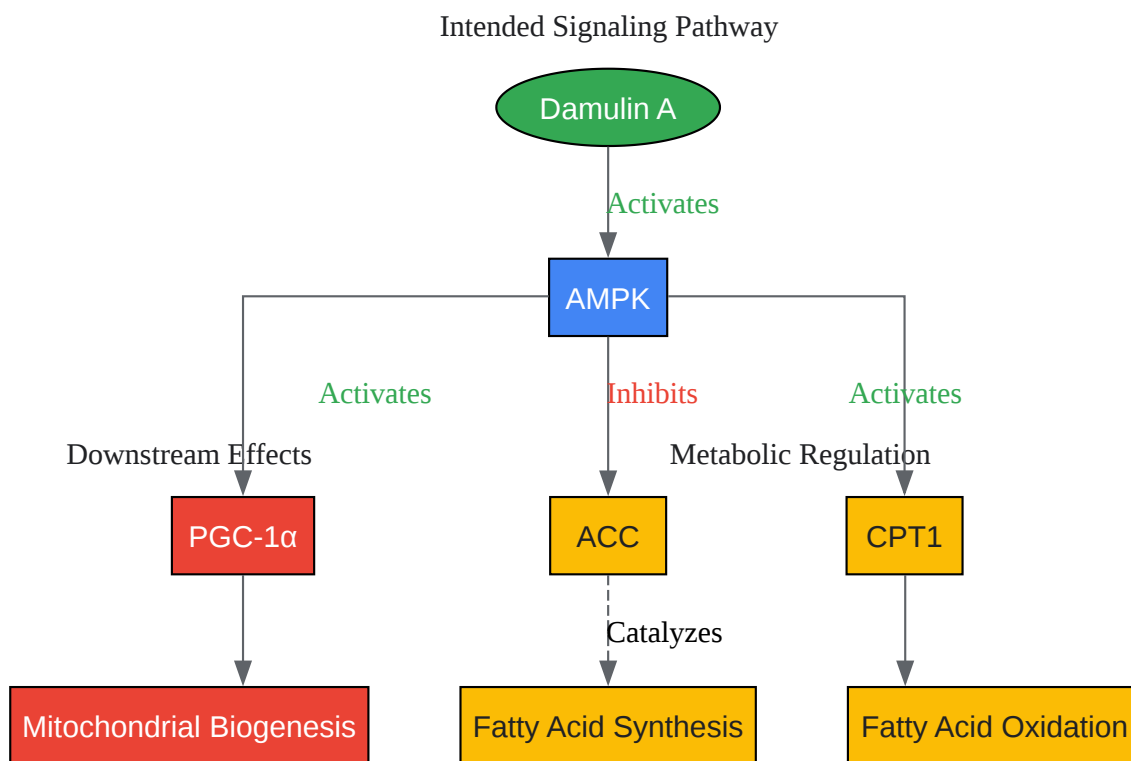 Intended Signaling Pathway
Damulin A
Activates
AMPK
Activates
Inhibits
Activates
Downstream Effects
Metabolic Regulation
PGC-1α
ACC
CPT1
Catalyzes
Mitochondrial Biogenesis
Fatty Acid Synthesis
Fatty Acid Oxidation